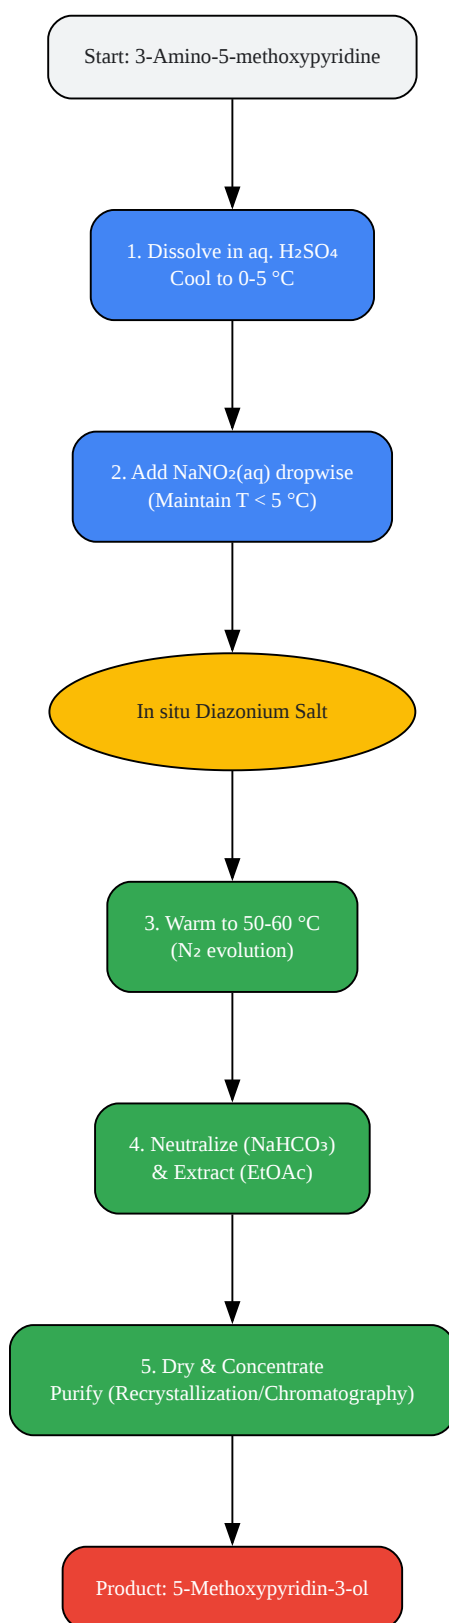 Start: 3-Amino-5-methoxypyridine
1. Dissolve in aq. H₂SO₄
Cool to 0-5 °C
2. Add NaNO₂(aq) dropwise
(Maintain T < 5 °C)
In situ Diazonium Salt
3. Warm to 50-60 °C
(N₂ evolution)
4. Neutralize (NaHCO₃)
& Extract (EtOAc)
5. Dry & Concentrate
Purify (Recrystallization/Chromatography)
Product: 5-Methoxypyridin-3-ol